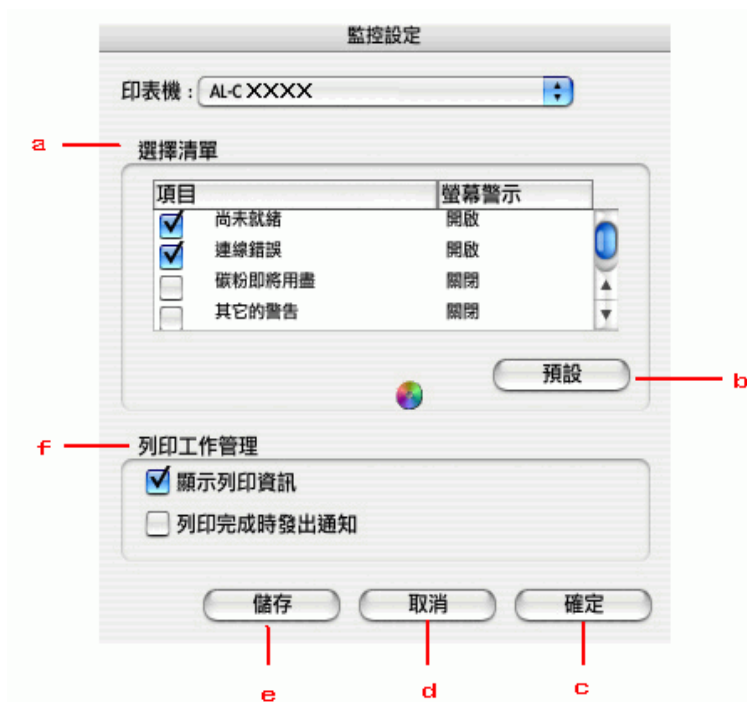 監控設定
印表機 : AL-C XXXX
a
選擇清單
項目 螢幕警示
尚未就緒 開啟
連線錯誤 開啟
碳粉即將用盡 關閉
其它的警告 關閉
預設
b
f
列印工作管理
顯示列印資訊
列印完成時發出通知
儲存 取消 確定
e d c